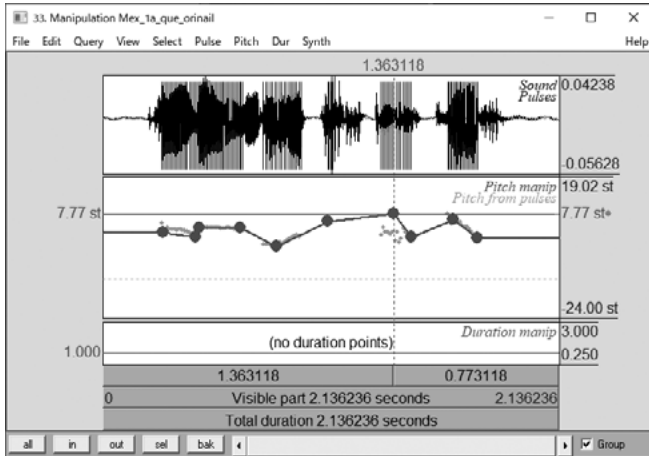 33. Manipulation Mex_1a_que_orinail
File Edit Query View Select Pulse Pitch Dur Synth Help
1.363118
Sound 0.04238
Pulses
-0.05628
Pitch manip 19.02 st
Pitch from pulses
7.77 st 7.77 st
-24.00 st
Duration manip 3.000
(no duration points)
1.000 0.250
1.363118 0.773118
0 Visible part 2.136236 seconds 2.136236
Total duration 2.136236 seconds
all in out sel bak Group